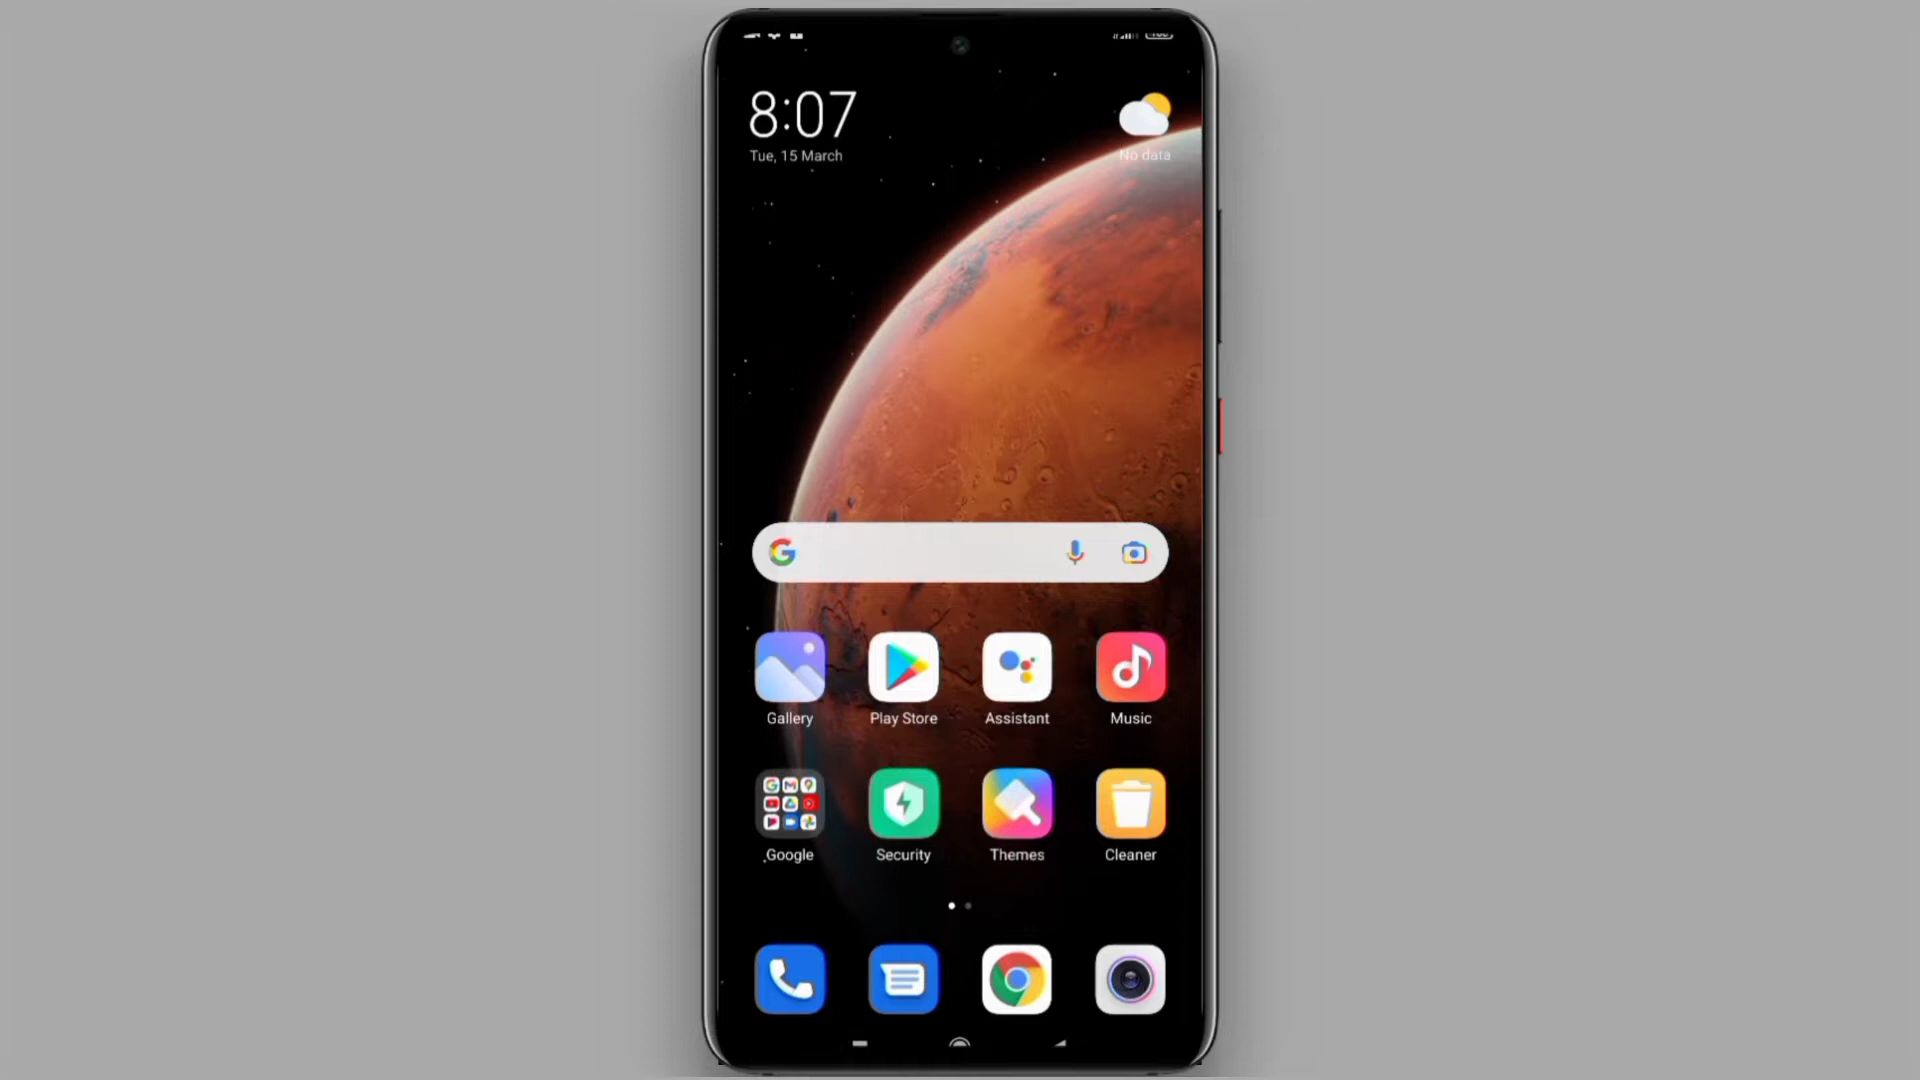 8:07
Tue, 15 March
No data
Gallery
Play Store
Assistant
Music
Google
Security
Themes
Cleaner